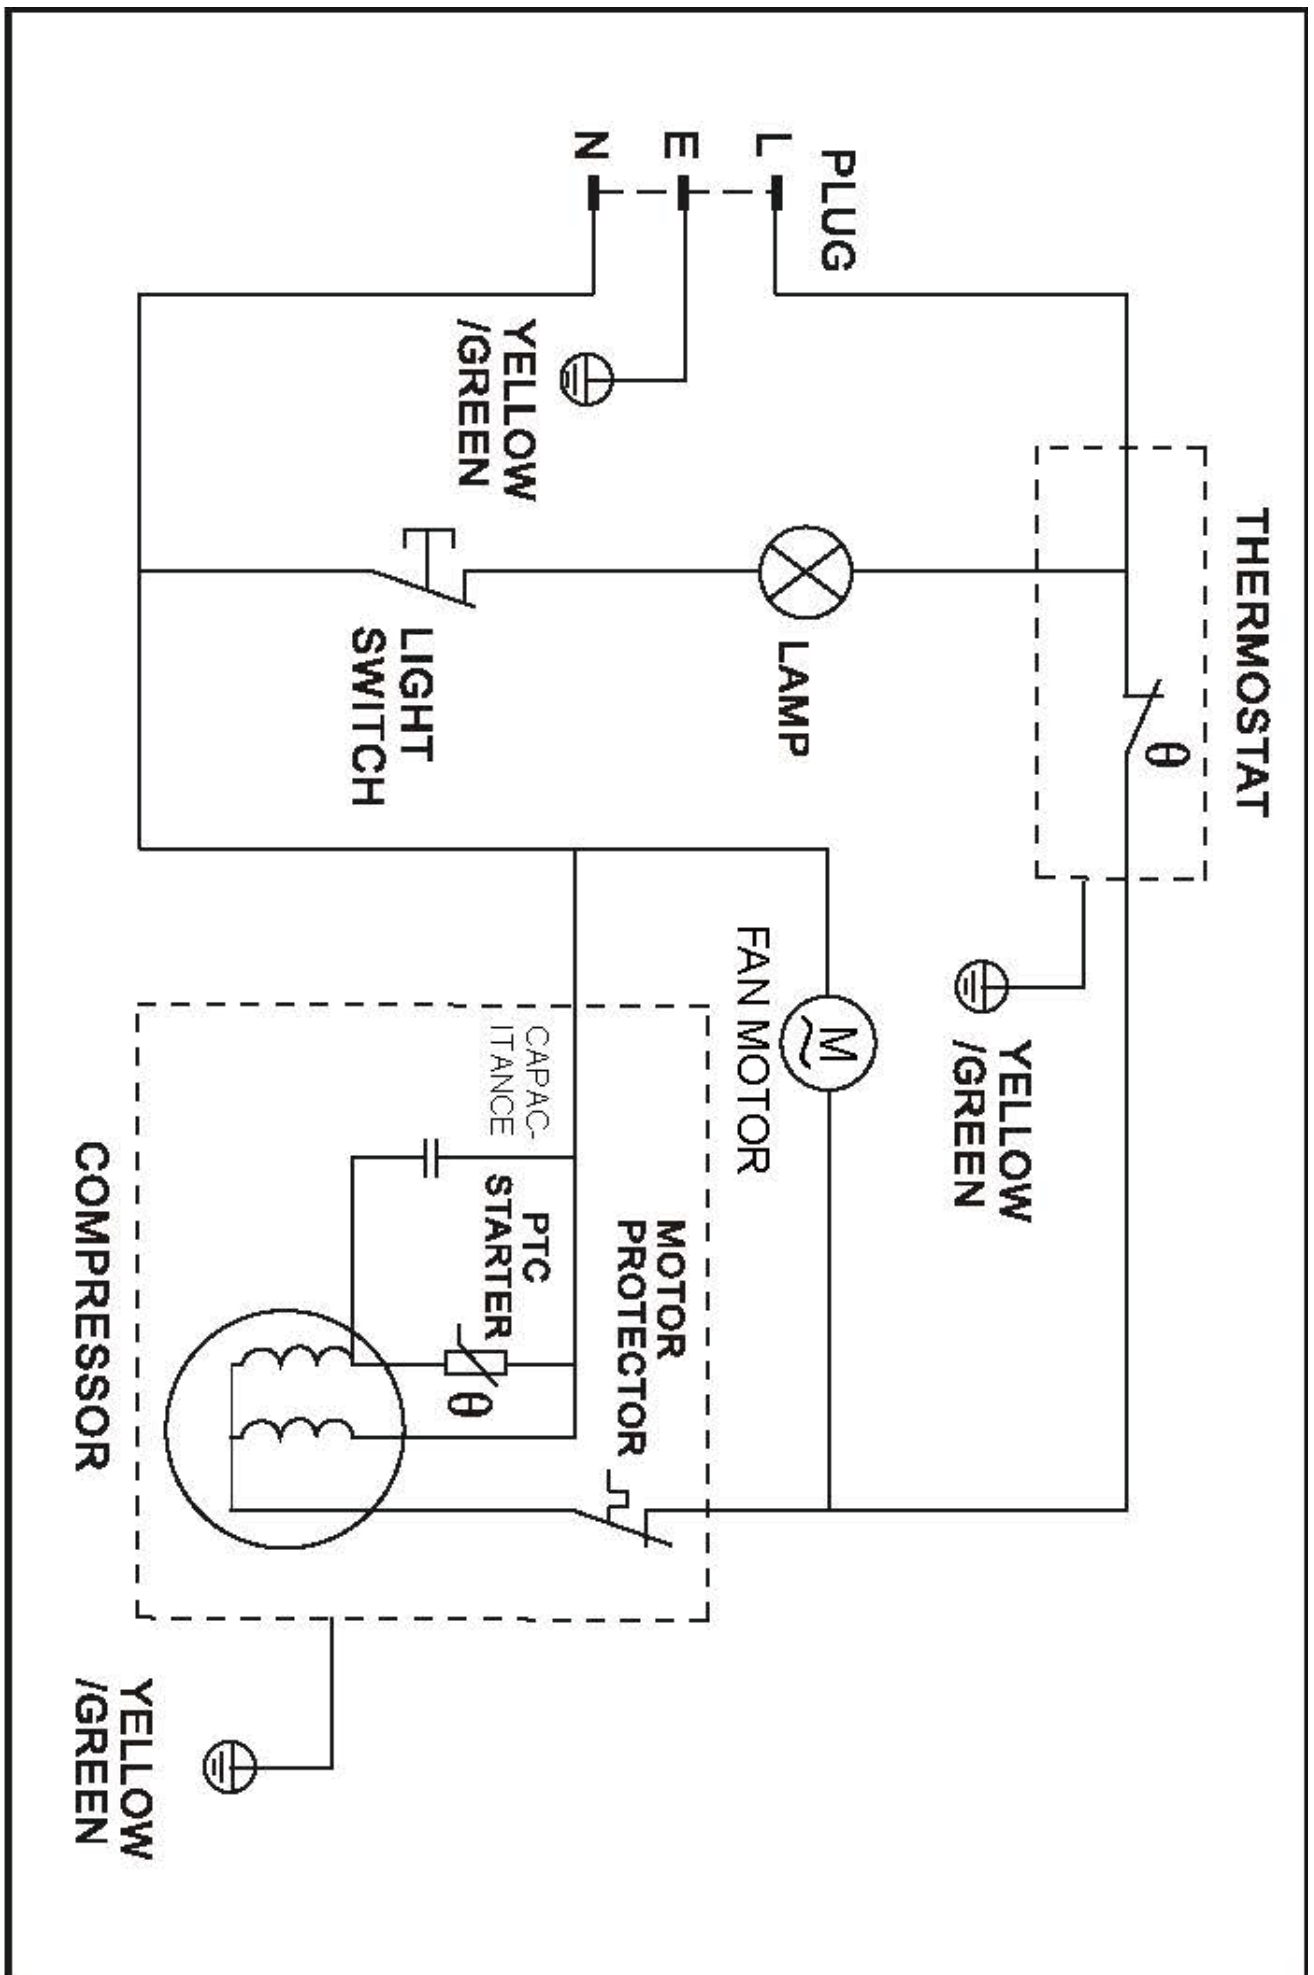 THERMOSTAT
θ
PLUG
L
E
N
YELLOW
/GREEN
LAMP
LIGHT
SWITCH
YELLOW
/GREEN
M
~
FAN MOTOR
MOTOR
PROTECTOR
CAPAC-
ITANCE
PTC
STARTER
θ
COMPRESSOR
YELLOW
/GREEN